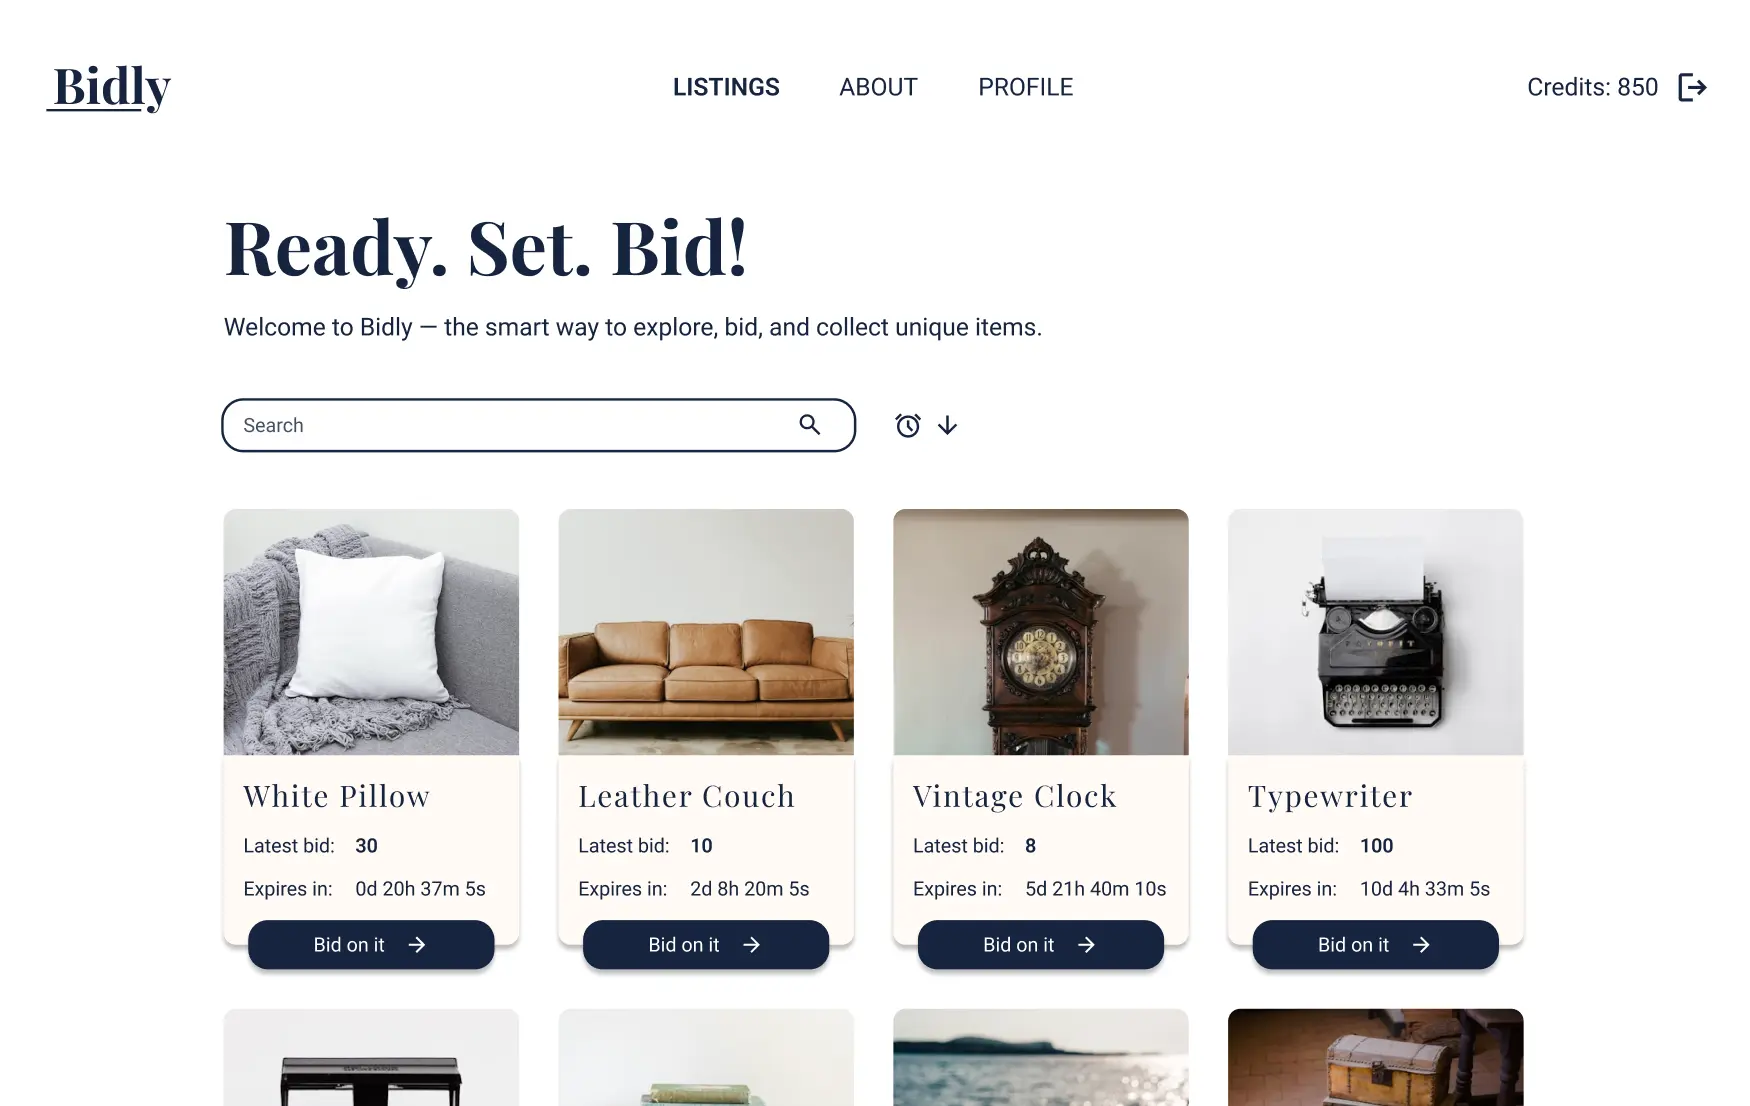 Bidly
LISTINGS
ABOUT
PROFILE
Credits: 850
Ready. Set. Bid!
Welcome to Bidly — the smart way to explore, bid, and collect unique items.
Search
White Pillow
Latest bid: 30
Expires in: 0d 20h 37m 5s
Bid on it
Leather Couch
Latest bid: 10
Expires in: 2d 8h 20m 5s
Bid on it
Vintage Clock
Latest bid: 8
Expires in: 5d 21h 40m 10s
Bid on it
Typewriter
Latest bid: 100
Expires in: 10d 4h 33m 5s
Bid on it